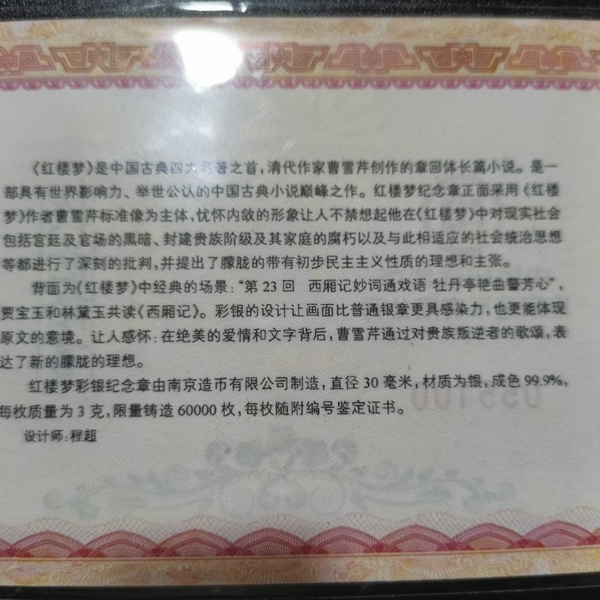 《红楼梦》是中国古典四大名著之首,清代作家曹雪芹创作的章回体长篇小说。是一
部具有世界影响力、举世公认的中国古典小说巅峰之作。红楼梦纪念章正面采用《红楼
梦》作者曹雪芹标准像为主体,忧怀内敛的形象让人不禁想起他在《红楼梦》中对现实社会
包括宫廷及官场的黑暗、封建贵族阶级及其家庭的腐朽以及与此相适应的社会统治思想
等都进行了深刻的批判,并提出了朦胧的带有初步民主主义性质的理想和主张。
背面为《红楼梦》中经典的场景:“第 23 回 西厢记妙词通戏语 牡丹亭艳曲警芳心”,
贾宝玉和林黛玉共读《西厢记》。彩银的设计让画面比普通银章更具感染力,也更能体现
原文的意境。让人感怀:在绝美的爱情和文字背后,曹雪芹通过对贵族叛逆者的歌颂,表
达了新的朦胧的理想。
红楼梦彩银纪念章由南京造币有限公司制造,直径 30 毫米,材质为银,成色 99.9%,
每枚质量为 3 克,限量铸造 60000 枚,每枚随附编号鉴定证书。
设计师:程超